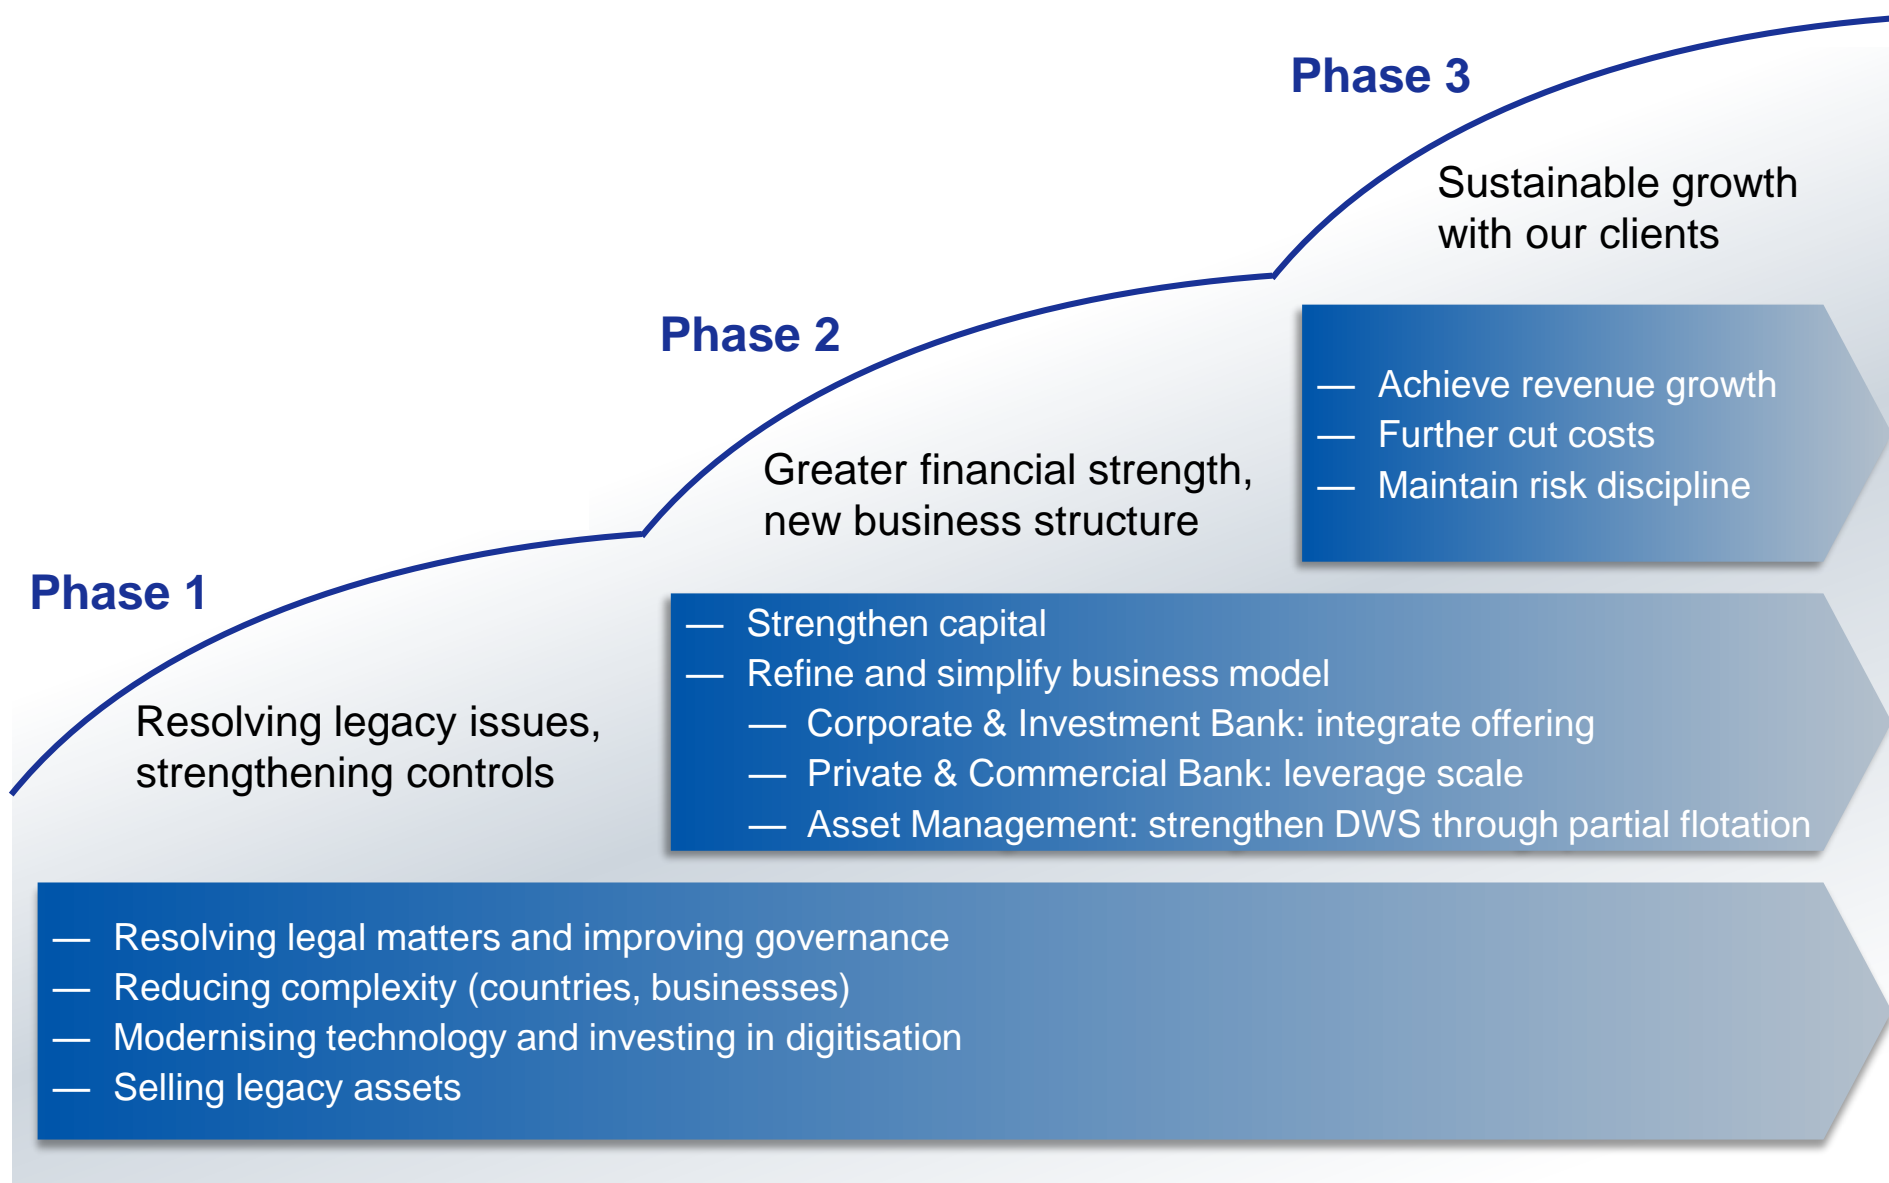 Phase 3
Sustainable growth
with our clients
— Achieve revenue growth
— Further cut costs
— Maintain risk discipline
Phase 2
Greater financial strength,
new business structure
— Strengthen capital
— Refine and simplify business model
— Corporate & Investment Bank: integrate offering
— Private & Commercial Bank: leverage scale
— Asset Management: strengthen DWS through partial flotation
Phase 1
Resolving legacy issues,
strengthening controls
— Resolving legal matters and improving governance
— Reducing complexity (countries, businesses)
— Modernising technology and investing in digitisation
— Selling legacy assets